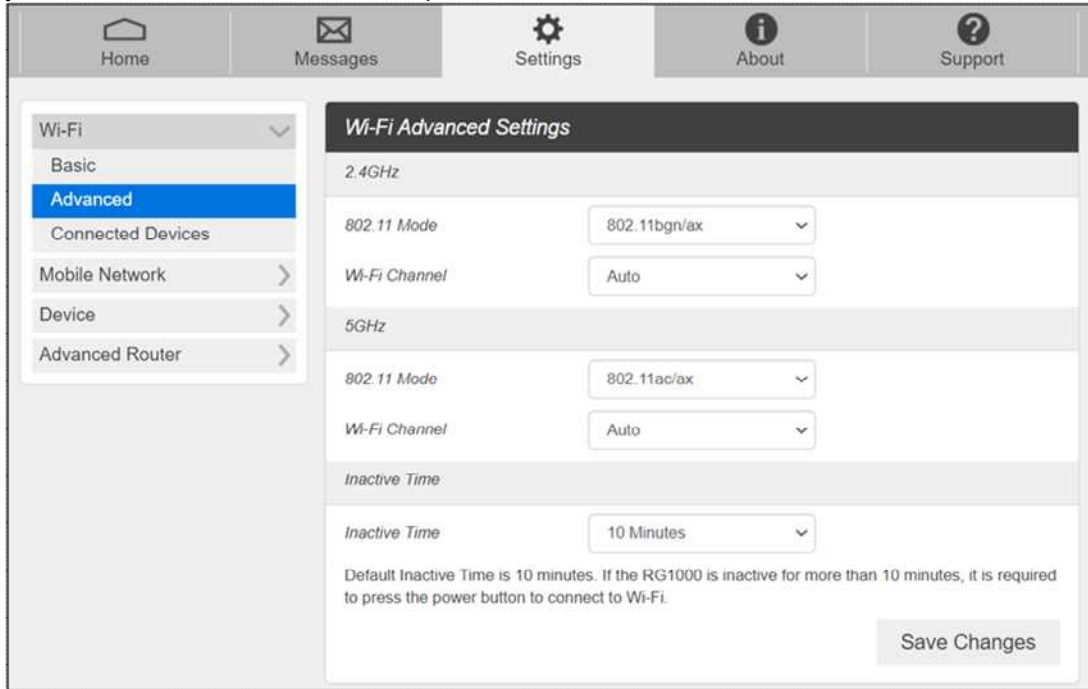 Home Messages Settings About Support
Wi-Fi
Basic
Advanced
Connected Devices
Mobile Network
Device
Advanced Router
Wi-Fi Advanced Settings
2.4GHz
802.11 Mode 802.11bgn/ax
Wi-Fi Channel Auto
5GHz
802.11 Mode 802.11ac/ax
Wi-Fi Channel Auto
Inactive Time
Inactive Time 10 Minutes
Default Inactive Time is 10 minutes. If the RG1000 is inactive for more than 10 minutes, it is required
to press the power button to connect to Wi-Fi.
Save Changes